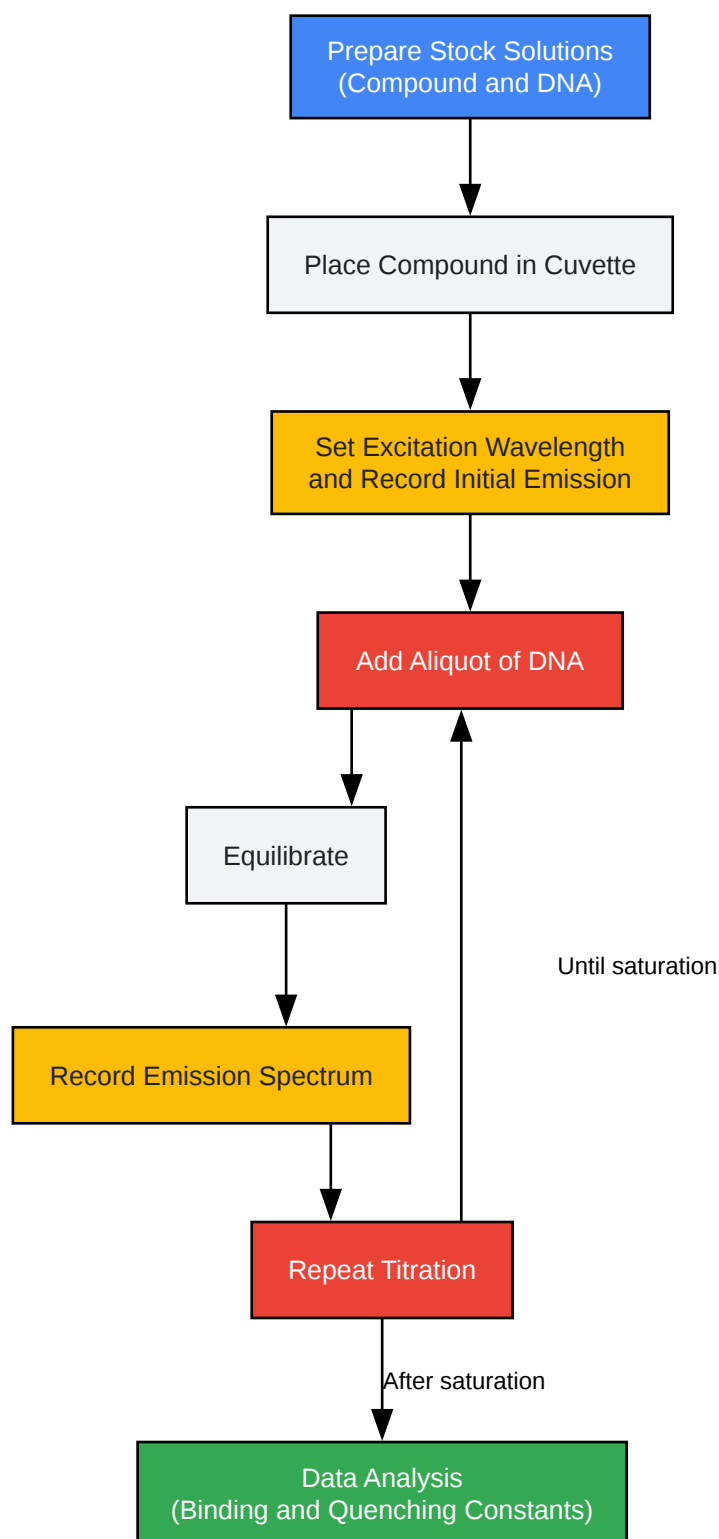 Prepare Stock Solutions
(Compound and DNA)
Place Compound in Cuvette
Set Excitation Wavelength
and Record Initial Emission
Add Aliquot of DNA
Equilibrate
Until saturation
Record Emission Spectrum
Repeat Titration
After saturation
Data Analysis
(Binding and Quenching Constants)